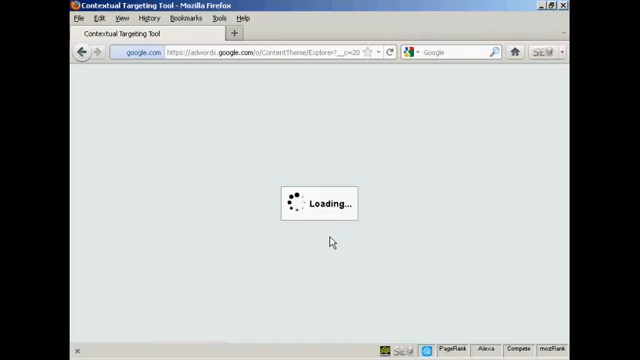 Contextual Targeting Tool - Mozilla Firefox
File Edit View History Bookmarks Tools Help
Contextual Targeting Tool
google.com https://adwords.google.com/o/ContentTheme/Explorer?__c=20 Google
Loading...
PageRank Alexa Compete mozRank